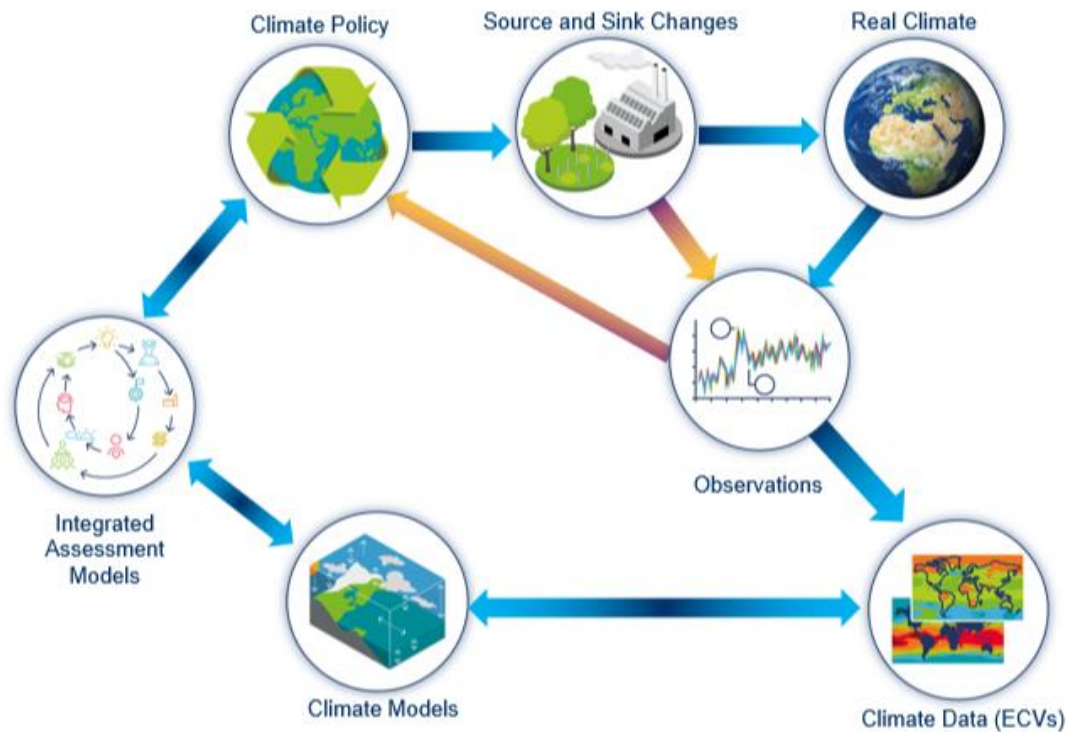 Climate Policy
Source and Sink Changes
Real Climate
Observations
Integrated
Assessment
Models
Climate Models
Climate Data (ECVs)